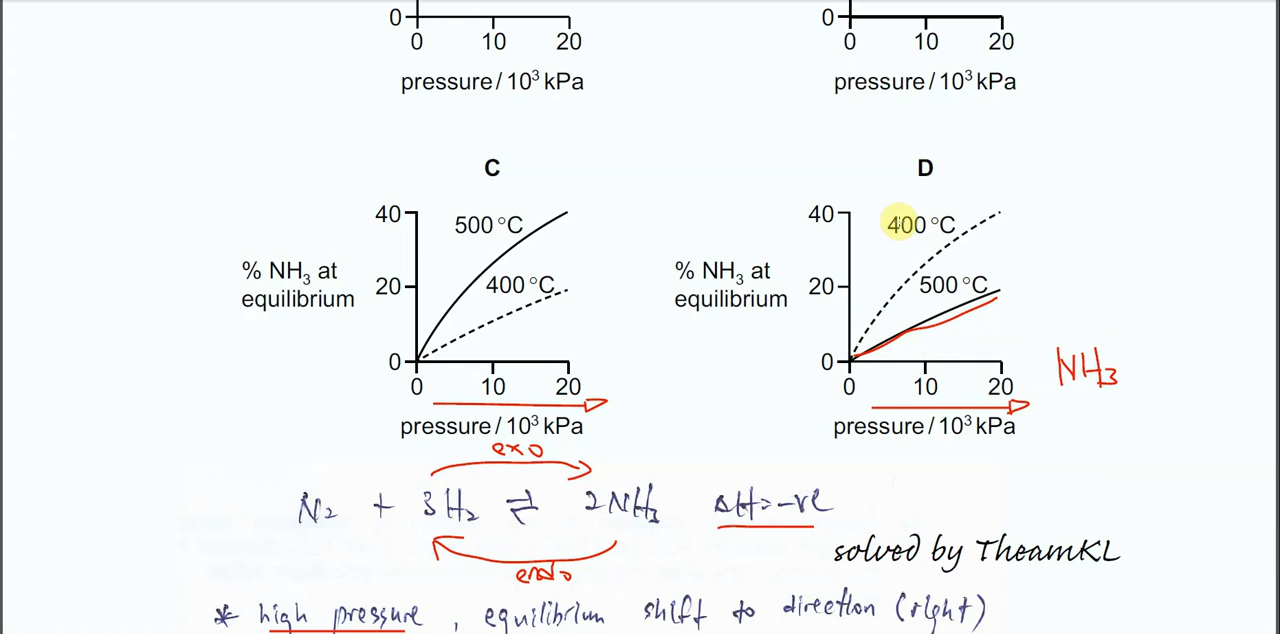 0 0
0 10 20 0 10 20
pressure / 10³ kPa pressure / 10³ kPa
C D
40 500 °C 40 400 °C
% NH₃ at equilibrium 20 400 °C % NH₃ at equilibrium 20 500 °C
0 0
0 10 20 0 10 20 NH₃
pressure / 10³ kPa pressure / 10³ kPa
exo
N₂ + 3H₂ ⇌ 2NH₃ ΔH=-ve
solved by TheamKL
endo
* high pressure , equilibrium shift to direction (right)